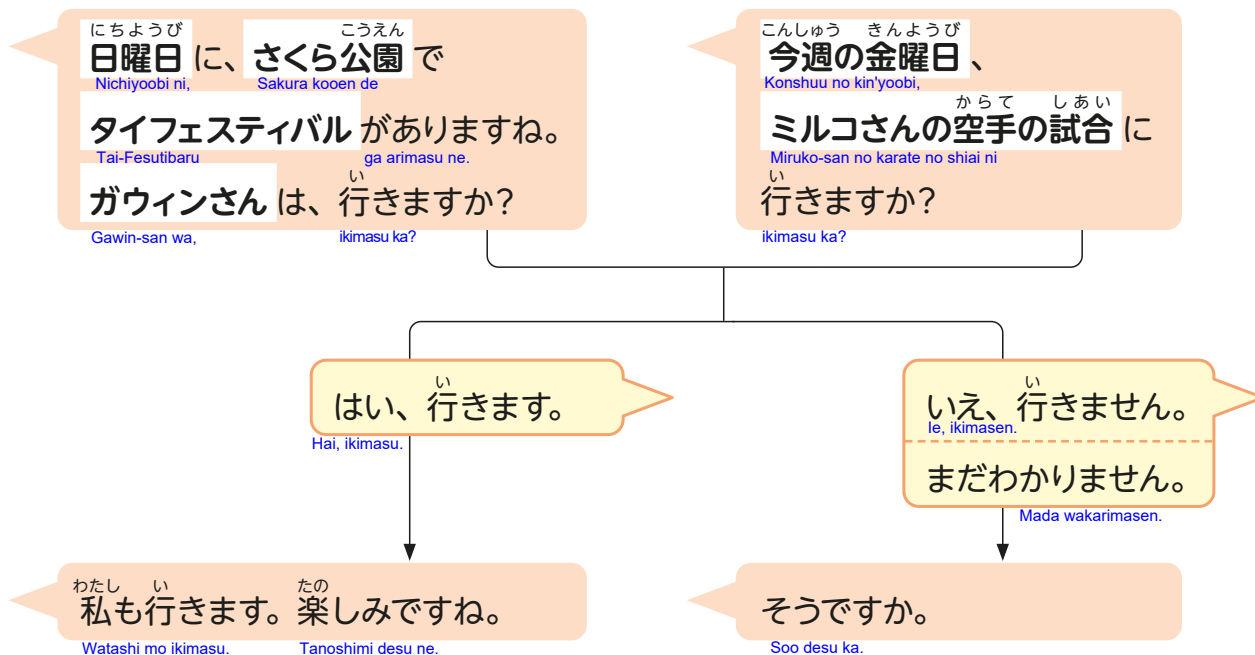 にちようび　こうえん
日曜日に、さくら公園で
Nichiyoobi ni, Sakura kooen de
タイフェスティバルがありますね。
Tai-Fesutibaru ga arimasu ne.
い
ガウィンさんは、行きますか？
Gawin-san wa, ikimasu ka?
こんしゅう　きんようび
今週の金曜日、
Konshuu no kin'yoobi,
からて　しあい
ミルコさんの空手の試合に
Miruko-san no karate no shiai ni
い
行きますか？
ikimasu ka?
い
はい、行きます。
Hai, ikimasu.
い
いえ、行きません。
Ie, ikimasen.
まだわかりません。
Mada wakarimasen.
わたし　い　たの
私も行きます。楽しみですね。
Watashi mo ikimasu. Tanoshimi desu ne.
そうですか。
Soo desu ka.